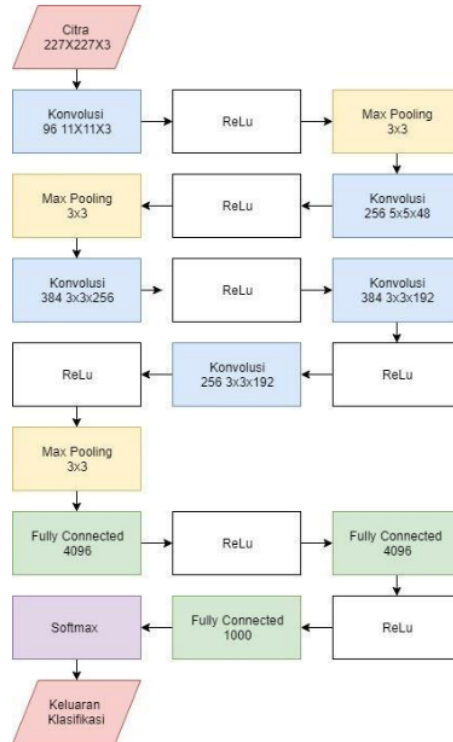 Citra
227X227X3
Konvolusi
96 11X11X3
ReLu
Max Pooling
3x3
Konvolusi
256 5x5x48
ReLu
Max Pooling
3x3
Konvolusi
384 3x3x256
ReLu
Konvolusi
384 3x3x192
ReLu
Konvolusi
256 3x3x192
ReLu
Max Pooling
3x3
Fully Connected
4096
ReLu
Fully Connected
4096
ReLu
Fully Connected
1000
Softmax
Keluaran
Klasifikasi